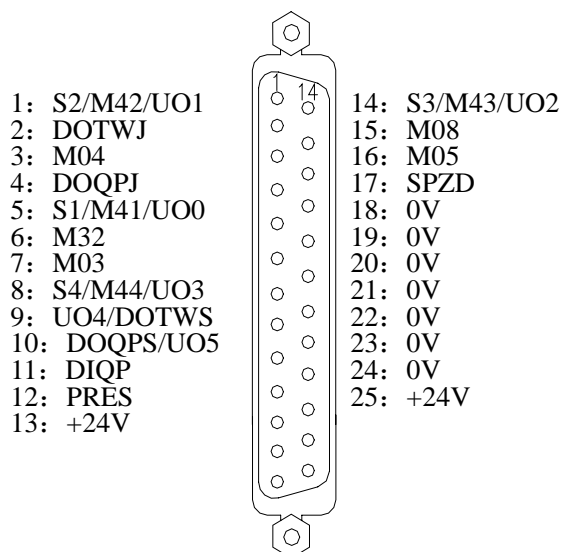 1：S2/M42/UO1
2：DOTWJ
3：M04
4：DOQPJ
5：S1/M41/UO0
6：M32
7：M03
8：S4/M44/UO3
9：UO4/DOTWS
10：DOQPS/UO5
11：DIQP
12：PRES
13：+24V
1
14
14：S3/M43/UO2
15：M08
16：M05
17：SPZD
18：0V
19：0V
20：0V
21：0V
22：0V
23：0V
24：0V
25：+24V